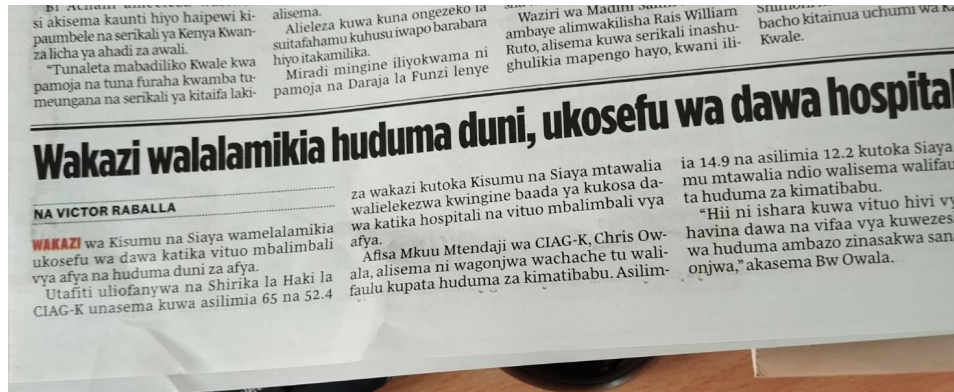 si akisema kaunti hiyo haipewi ki-
paumbele na serikali ya Kenya Kwan-
za licha ya ahadi za awali.
"Tunaleta mabadiliko Kwale kwa
pamoja na tuna furaha kwamba tu-
meungana na serikali ya kitaifa laki-
alisema.
Alieleza kuwa kuna ongezeko la
suitafahamu kuhusu iwapo barabara
hiyo itakamilika.
Miradi mingine iliyokwama ni
pamoja na Daraja la Funzi lenye
Waziri wa Madini
ambaye alimwakilisha Rais William
Ruto, alisema kuwa serikali inashu-
ghulikia mapengo hayo, kwani ili-
bacho kitainua uchumi wa
Kwale.
Wakazi walalamikia huduma duni, ukosefu wa dawa hospital
NA VICTOR RABALLA
WAKAZI wa Kisumu na Siaya wamelalamikia
ukosefu wa dawa katika vituo mbalimbali
vya afya na huduma duni za afya.
Utafiti uliofanywa na Shirika la Haki la
CIAG-K unasema kuwa asilimia 65 na 52.4
za wakazi kutoka Kisumu na Siaya mtawalia
walielekezwa kwingine baada ya kukosa da-
wa katika hospitali na vituo mbalimbali vya
afya.
Afisa Mkuu Mtendaji wa CIAG-K, Chris Ow-
ala, alisema ni wagonjwa wachache tu wali-
faulu kupata huduma za kimatibabu. Asilim-
ia 14.9 na asilimia 12.2 kutoka Siaya
mu mtawalia ndio walisema walifau
ta huduma za kimatibabu.
"Hii ni ishara kuwa vituo hivi vy
havina dawa na vifaa vya kuwezes
wa huduma ambazo zinasakwa san
onjwa," akasema Bw Owala.